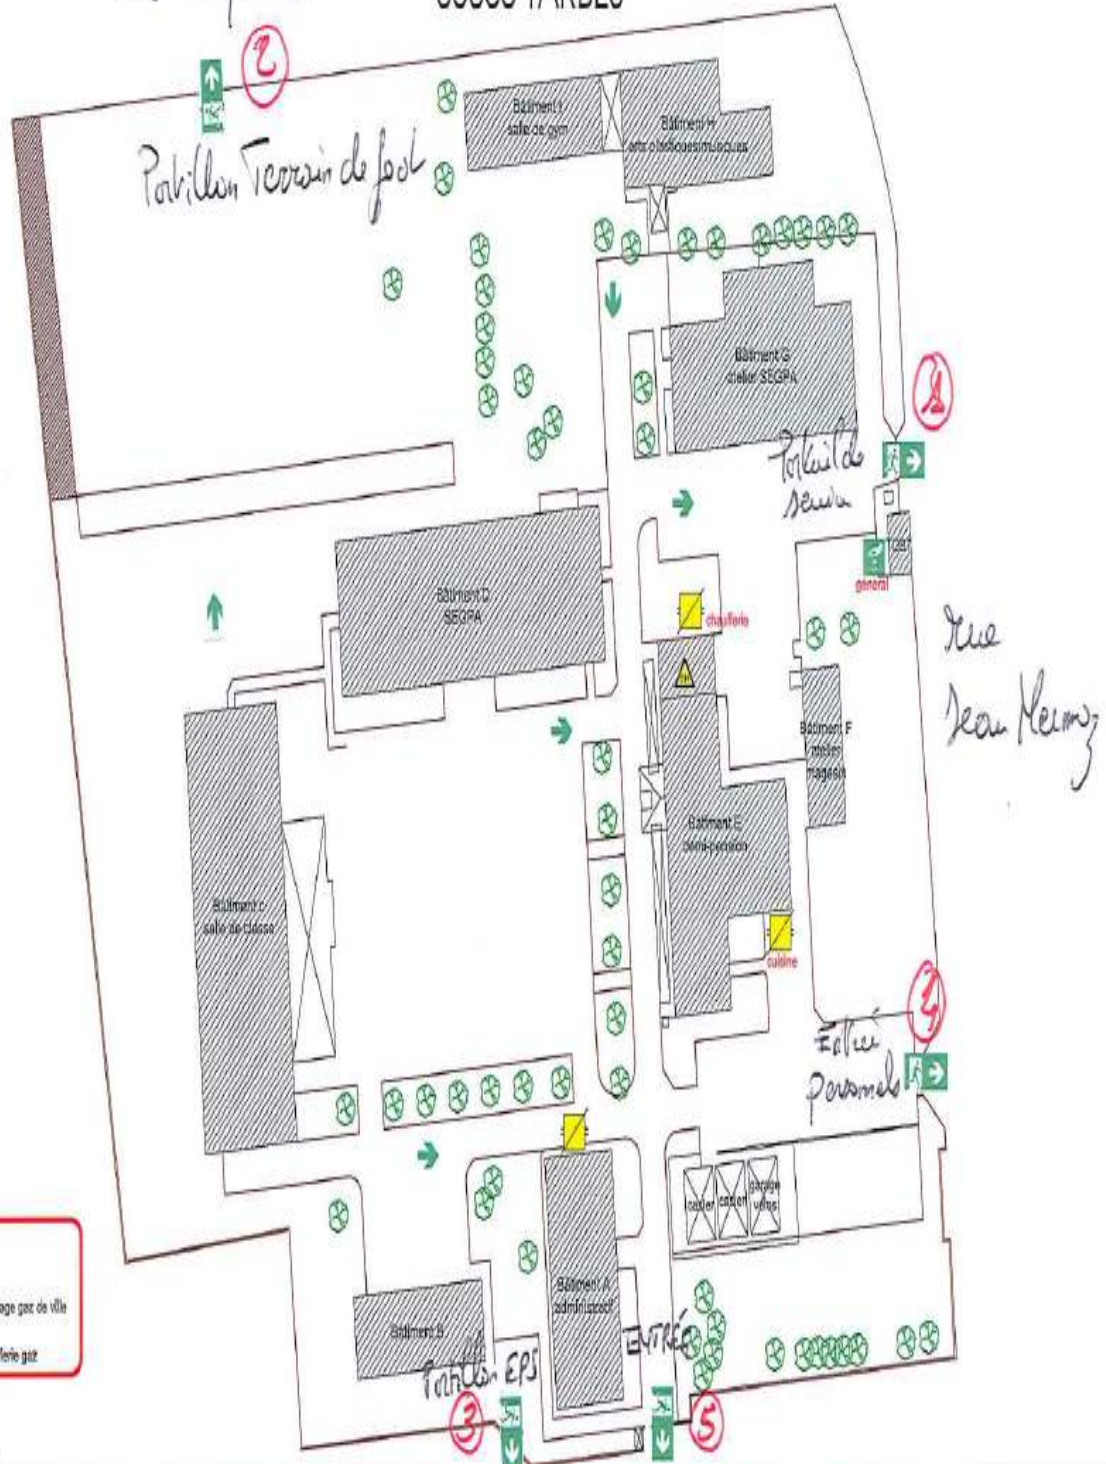 65000 TARBES
2
Portillon Terrain de foot
Bâtiment I
salle de gym
Bâtiment H
arts plastiques/musiques
Bâtiment G
atelier SEGPA
1
Portail de
général
Bâtiment D
SEGPA
chaufferie
rue
Jean Mermoz
Bâtiment F
atelier
magasin
Bâtiment E
demi-pension
Bâtiment c
salle de classe
cuisine
4
Entrée
personnels
casier
casier
garage
vélos
age gaz de ville
ferie gaz
Bâtiment A
administratif
Bâtiment B
Portillon EPS
ENTRÉE
3
5